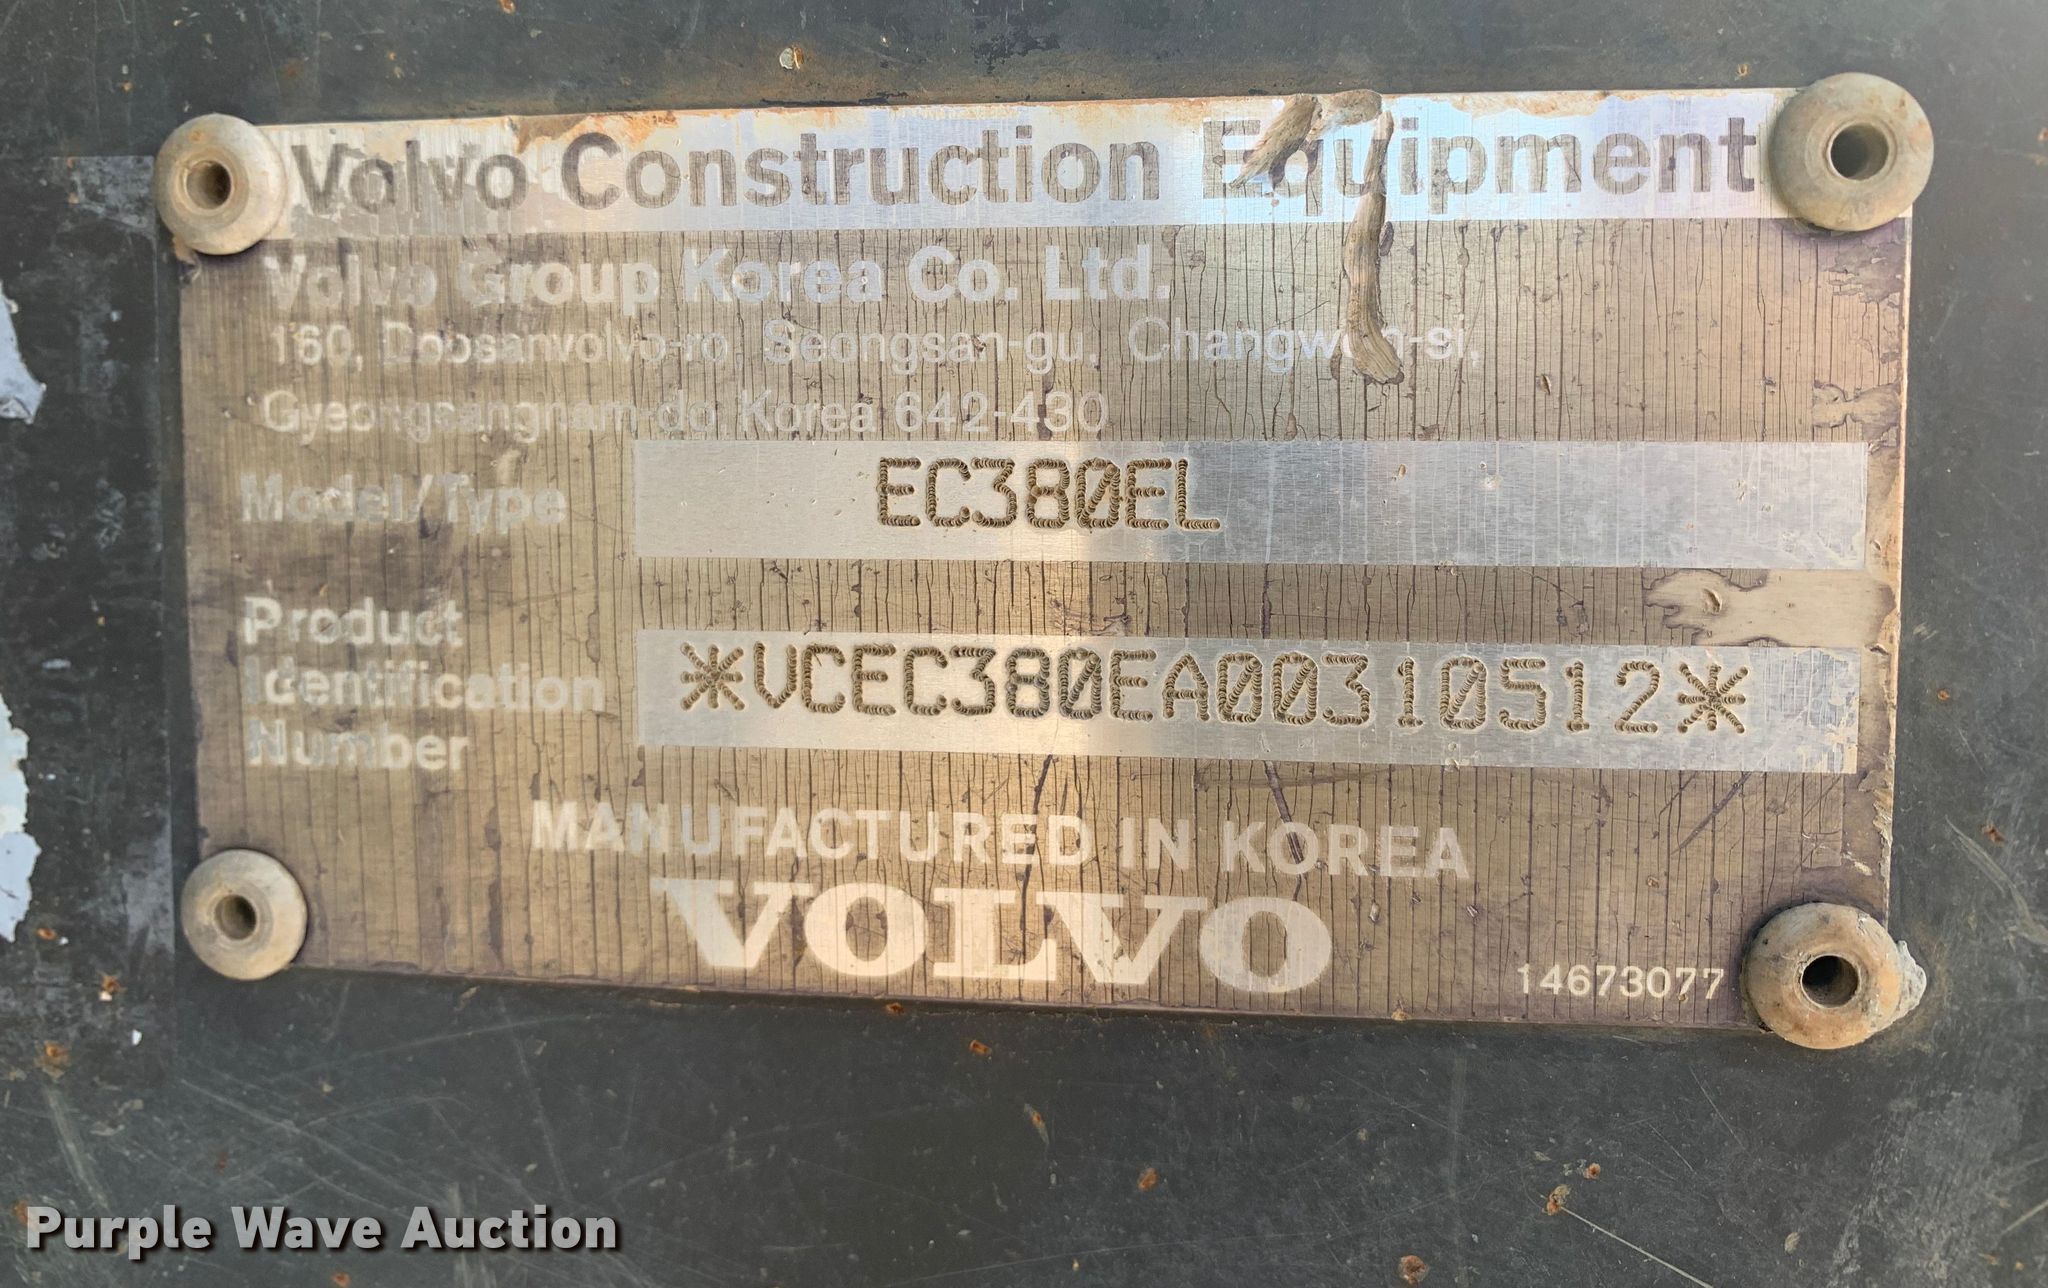 Volvo Construction Equipment
Volvo Group Korea Co. Ltd.
160, Doosanvolvo-ro, Seongsan-gu, Changwon-si,
Gyeongsangnam-do Korea 642-430
Model/Type EC380EL
Product
Identification *VCEC380EA00310512*
Number
MANUFACTURED IN KOREA
VOLVO
14673077
Purple Wave Auction